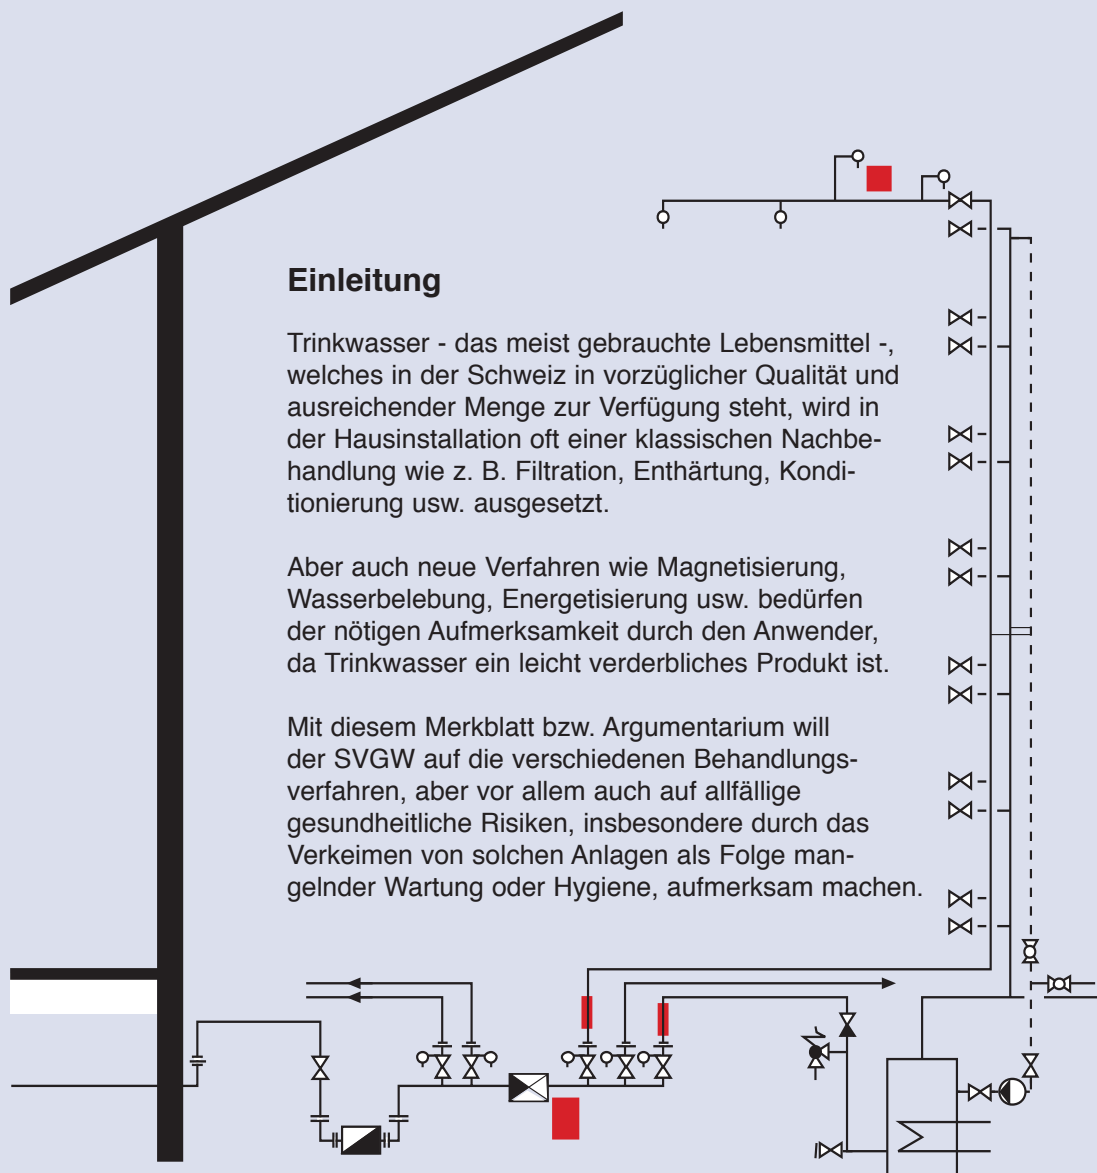 Einleitung
Trinkwasser - das meist gebrauchte Lebensmittel -,
welches in der Schweiz in vorzüglicher Qualität und
ausreichender Menge zur Verfügung steht, wird in
der Hausinstallation oft einer klassischen Nachbe-
handlung wie z. B. Filtration, Enthärtung, Kondi-
tionierung usw. ausgesetzt.
Aber auch neue Verfahren wie Magnetisierung,
Wasserbelebung, Energetisierung usw. bedürfen
der nötigen Aufmerksamkeit durch den Anwender,
da Trinkwasser ein leicht verderbliches Produkt ist.
Mit diesem Merkblatt bzw. Argumentarium will
der SVGW auf die verschiedenen Behandlungs-
verfahren, aber vor allem auch auf allfällige
gesundheitliche Risiken, insbesondere durch das
Verkeimen von solchen Anlagen als Folge man-
gelnder Wartung oder Hygiene, aufmerksam machen.